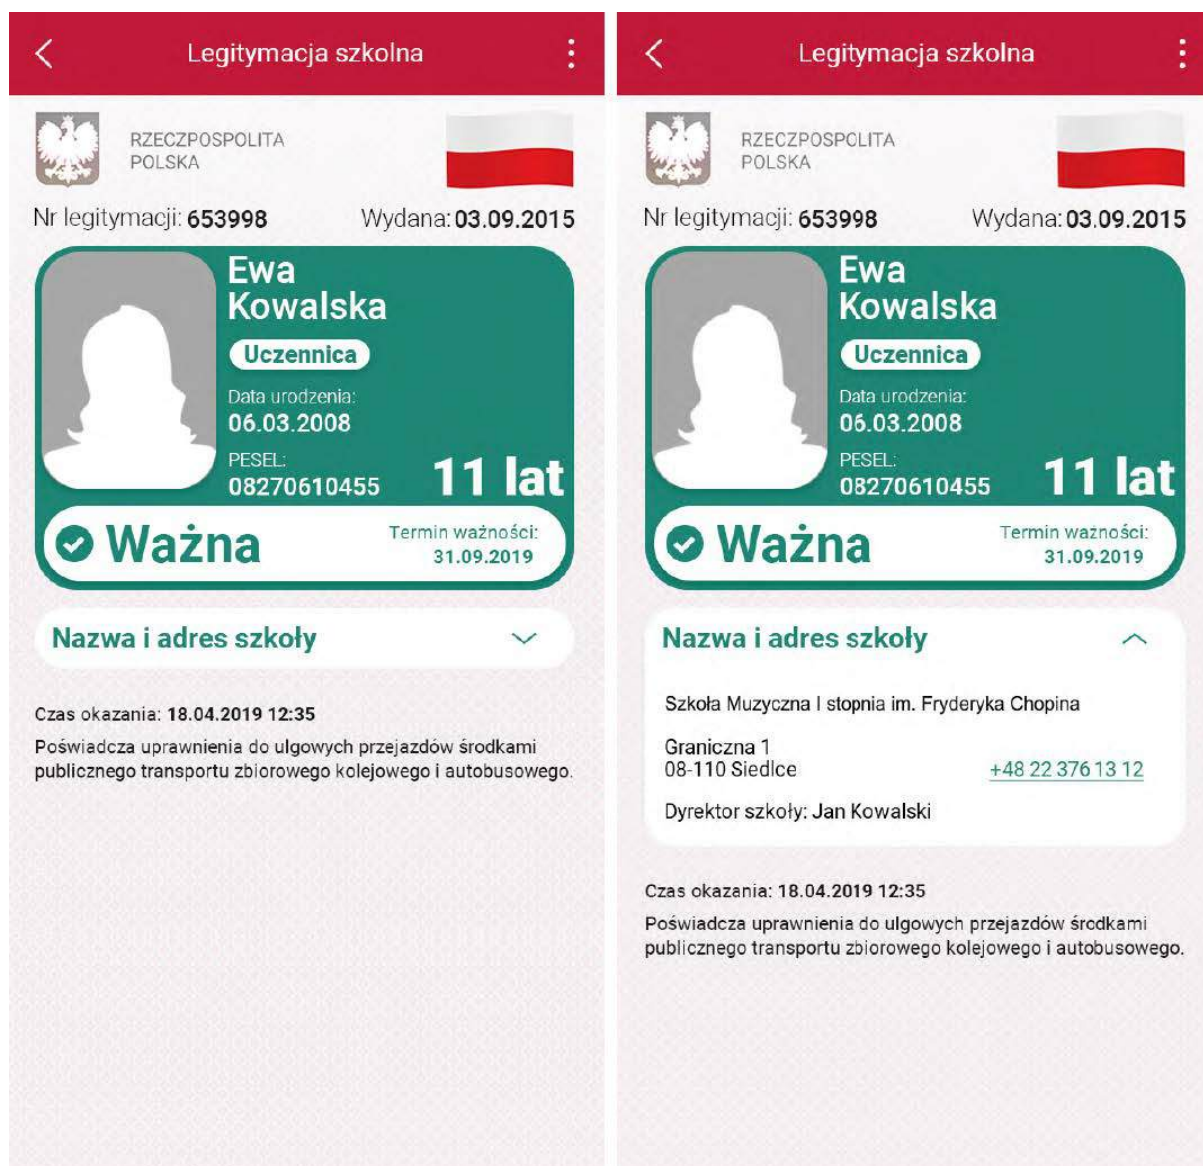 Legitymacja szkolna
RZECZPOSPOLITA
POLSKA
Nr legitymacji: 653998 Wydana: 03.09.2015
Ewa
Kowalska
Uczennica
Data urodzenia:
06.03.2008
PESEL:
08270610455
11 lat
Ważna
Termin ważności:
31.09.2019
Nazwa i adres szkoły
Czas okazania: 18.04.2019 12:35
Poświadcza uprawnienia do ulgowych przejazdów środkami
publicznego transportu zbiorowego kolejowego i autobusowego.
Legitymacja szkolna
RZECZPOSPOLITA
POLSKA
Nr legitymacji: 653998 Wydana: 03.09.2015
Ewa
Kowalska
Uczennica
Data urodzenia:
06.03.2008
PESEL:
08270610455
11 lat
Ważna
Termin ważności:
31.09.2019
Nazwa i adres szkoły
Szkoła Muzyczna I stopnia im. Fryderyka Chopina
Graniczna 1
08-110 Siedlce +48 22 376 13 12
Dyrektor szkoły: Jan Kowalski
Czas okazania: 18.04.2019 12:35
Poświadcza uprawnienia do ulgowych przejazdów środkami
publicznego transportu zbiorowego kolejowego i autobusowego.